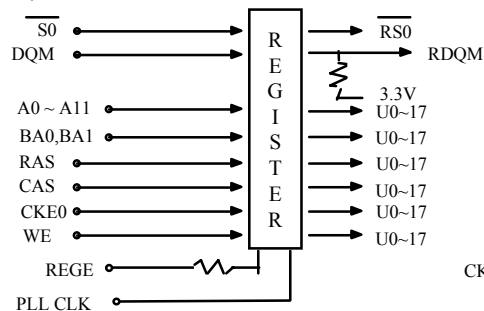 S0
RS0
DQM
RDQM
REGISTER
3.3V
A0 ~ A11
U0~17
BA0,BA1
U0~17
RAS
U0~17
CAS
U0~17
CKE0
U0~17
WE
U0~17
REGE
CK
PLL CLK